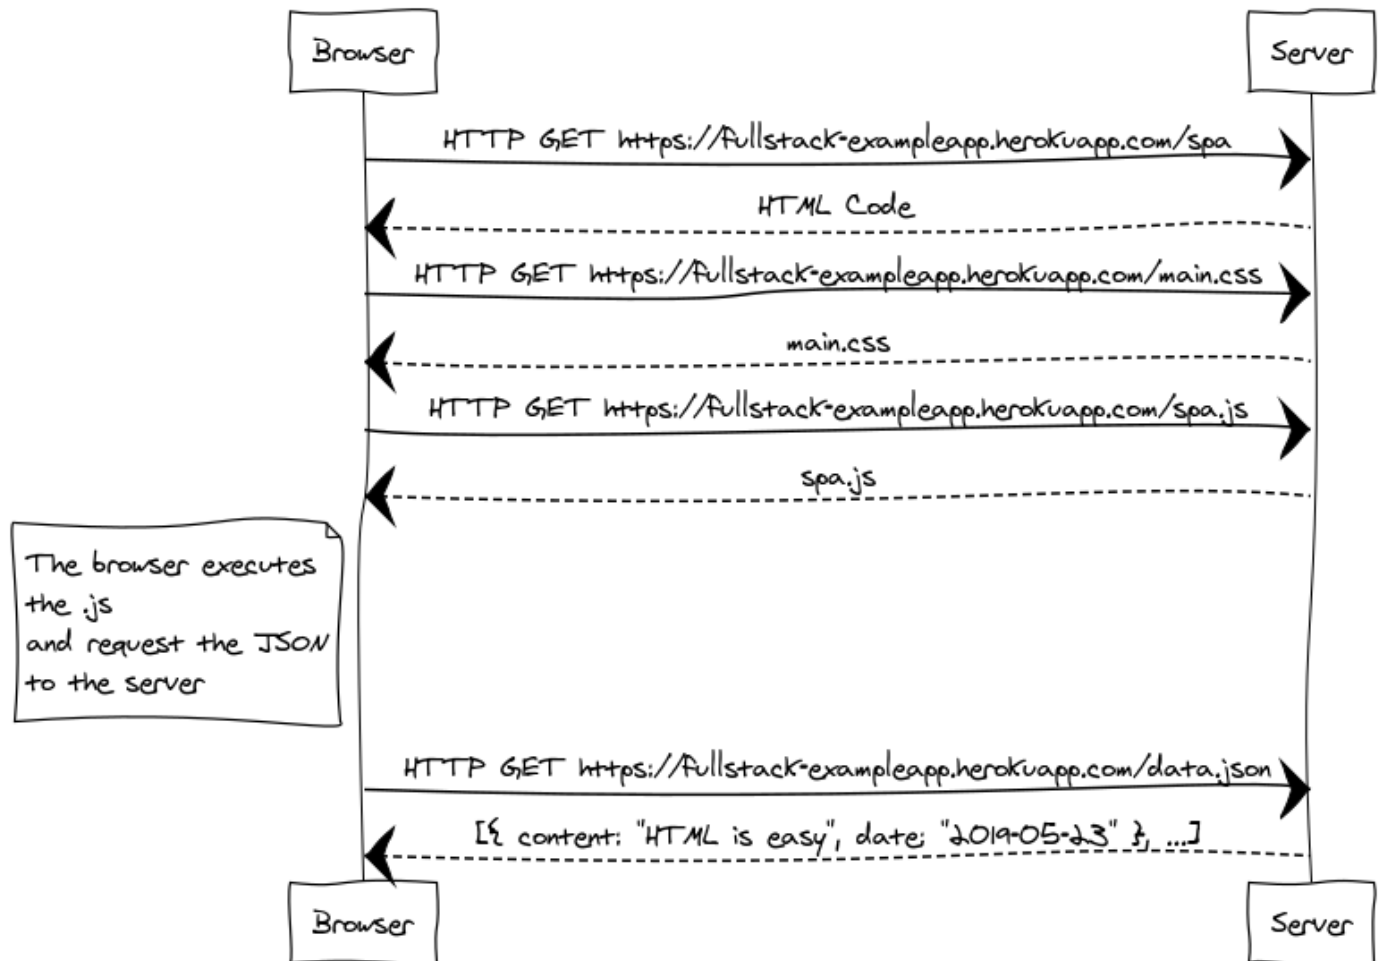 Browser
Server
HTTP GET https://fullstack-exampleapp.herokuapp.com/spa
HTML Code
HTTP GET https://fullstack-exampleapp.herokuapp.com/main.css
main.css
HTTP GET https://fullstack-exampleapp.herokuapp.com/spa.js
spa.js
The browser executes
the .js
and request the JSON
to the server
HTTP GET https://fullstack-exampleapp.herokuapp.com/data.json
[{ content: "HTML is easy", date: "2019-05-23" }, ...]
Browser
Server